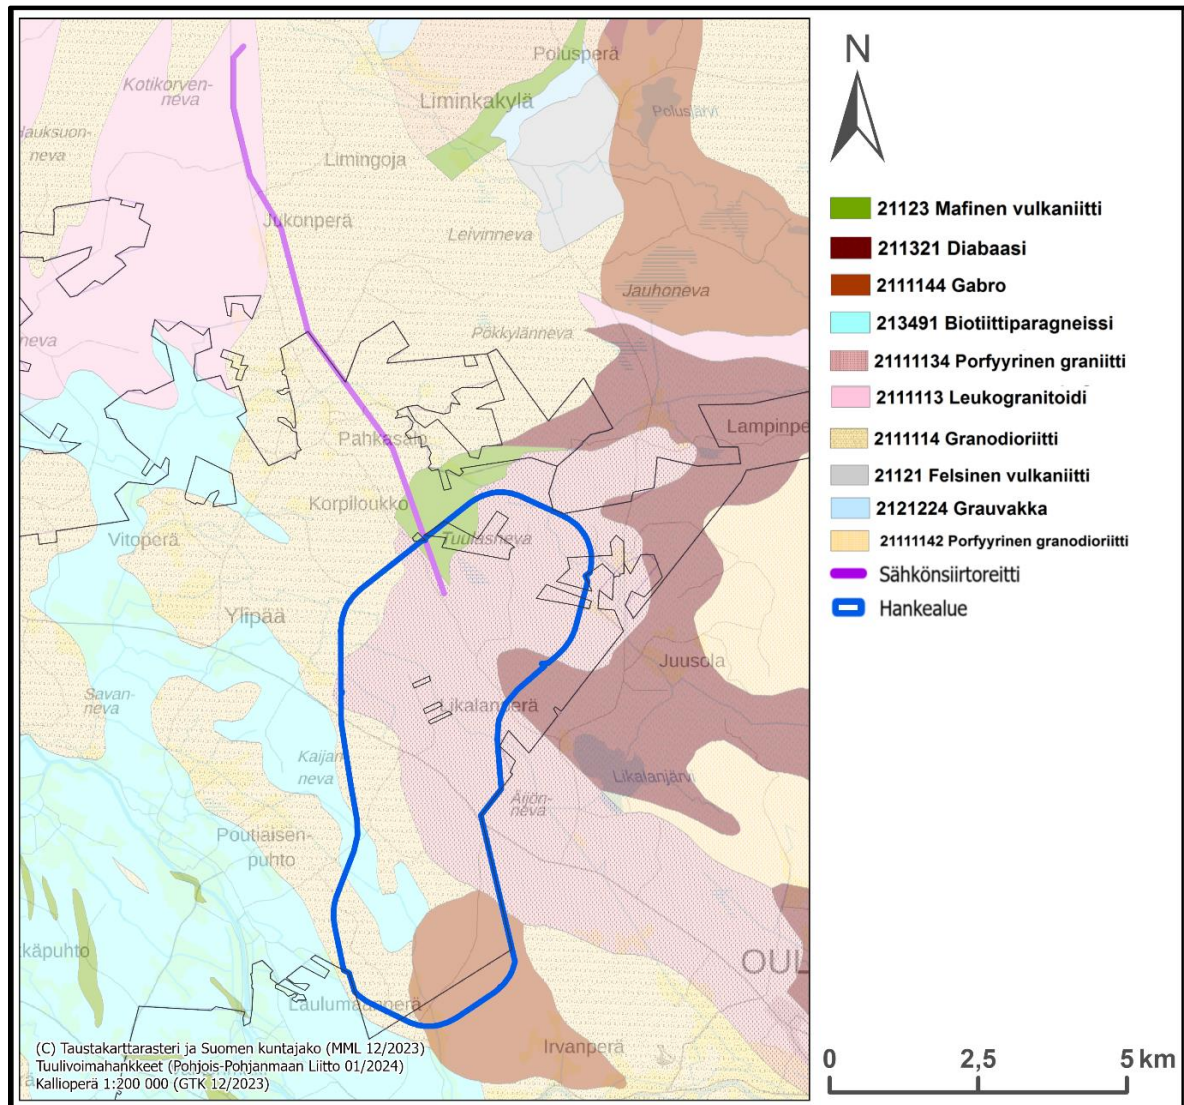 Polusperä
Kotikorven-
neva
Liminkakylä
Polusjärvi
Hauksuon-
neva
Limingoja
Jukonperä
Leivinneva
Jauhoneva
neva
Pökkylänneva
Pahkasalo
Lampinpe
Korpiloukko
Vitoperä
Tuulasneva
Ylipää
Juusola
Savan-
neva
Likalanperä
Kaijan-
neva
Likalanjärvi
Ärjön-
neva
Poutiaisen-
puhto
käpuhto
OUL
Laulumaanperä
Irvanperä
(C) Taustakarttarasteri ja Suomen kuntajako (MML 12/2023)
Tuulivoimahankkeet (Pohjois-Pohjanmaan Liitto 01/2024)
Kallioperä 1:200 000 (GTK 12/2023)
N
21123 Mafinen vulkaniitti
211321 Diabaasi
2111144 Gabro
213491 Biotiittiparagneissi
21111134 Porfyyrinen graniitti
2111113 Leukogranitoidi
2111114 Granodioriitti
21121 Felsinen vulkaniitti
2121224 Grauvakka
21111142 Porfyyrinen granodioriitti
Sähkönsiirtoreitti
Hankealue
0 2,5 5 km